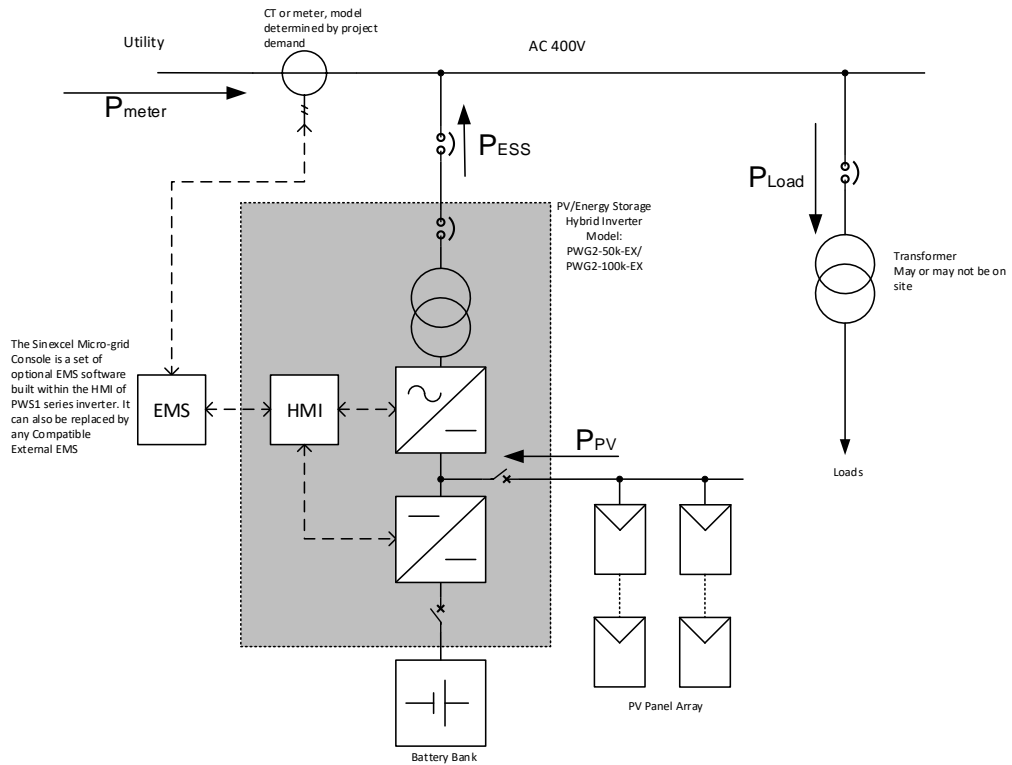 CT or meter, model
determined by project
demand
Utility
AC 400V
Pmeter
PESS
PLoad
PV/Energy Storage
Hybrid Inverter
Model:
PWG2-50k-EX/
PWG2-100k-EX
Transformer
May or may not be on
site
The Sinexcel Micro-grid
Console is a set of
optional EMS software
built within the HMI of
PWS1 series inverter. It
can also be replaced by
any Compatible
External EMS
EMS
HMI
PPV
Loads
PV Panel Array
Battery Bank